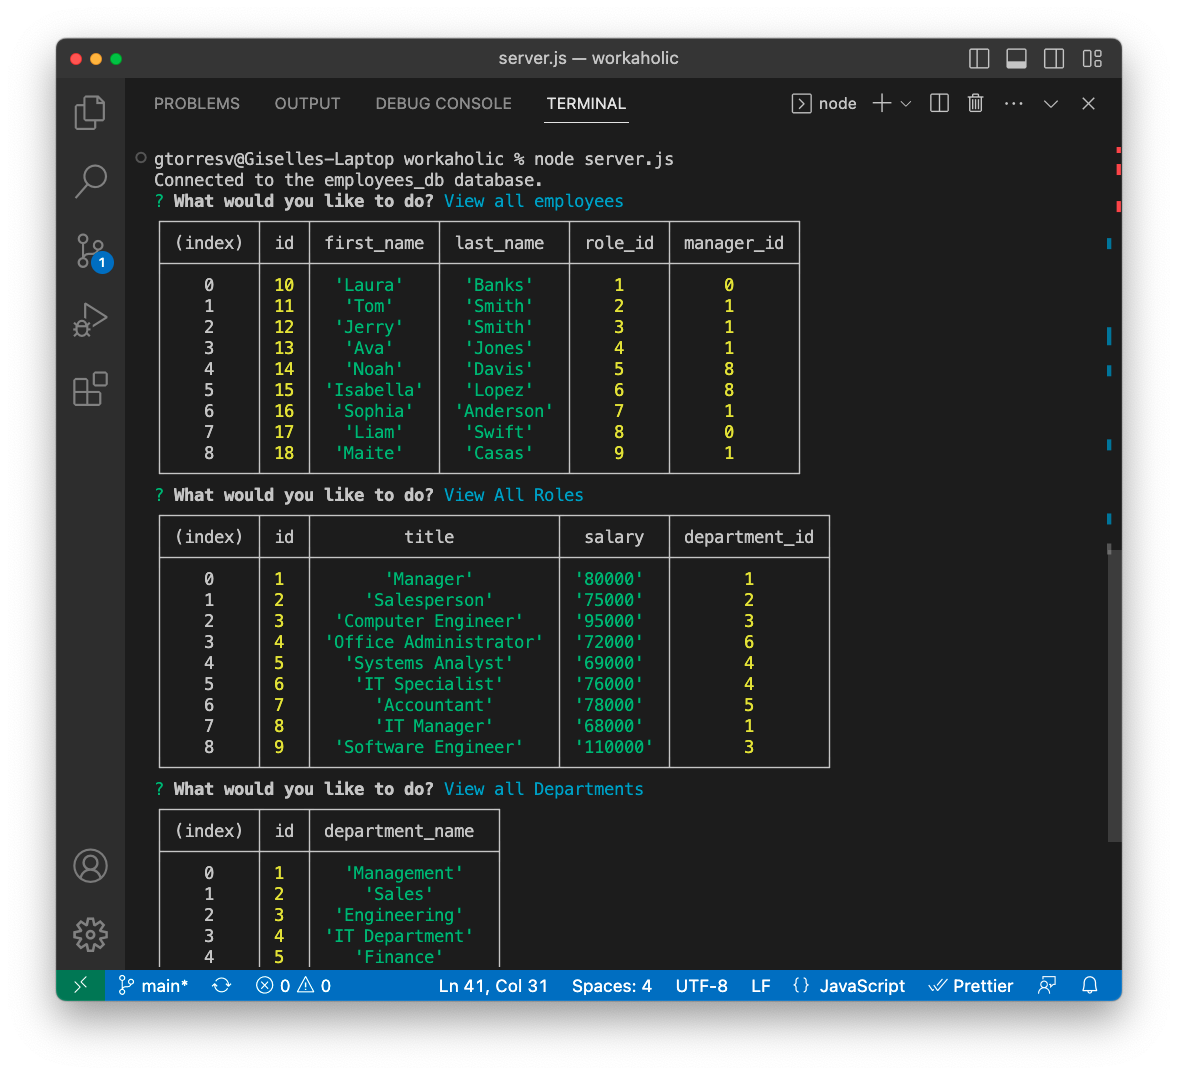 server.js — workaholic
PROBLEMS OUTPUT DEBUG CONSOLE TERMINAL node
gtorresv@Giselles-Laptop workaholic % node server.js
Connected to the employees_db database.
? What would you like to do? View all employees
(index) id first_name last_name role_id manager_id
0 10 'Laura' 'Banks' 1 0
1 11 'Tom' 'Smith' 2 1
2 12 'Jerry' 'Smith' 3 1
3 13 'Ava' 'Jones' 4 1
4 14 'Noah' 'Davis' 5 8
5 15 'Isabella' 'Lopez' 6 8
6 16 'Sophia' 'Anderson' 7 1
7 17 'Liam' 'Swift' 8 0
8 18 'Maite' 'Casas' 9 1
? What would you like to do? View All Roles
(index) id title salary department_id
0 1 'Manager' '80000' 1
1 2 'Salesperson' '75000' 2
2 3 'Computer Engineer' '95000' 3
3 4 'Office Administrator' '72000' 6
4 5 'Systems Analyst' '69000' 4
5 6 'IT Specialist' '76000' 4
6 7 'Accountant' '78000' 5
7 8 'IT Manager' '68000' 1
8 9 'Software Engineer' '110000' 3
? What would you like to do? View all Departments
(index) id department_name
0 1 'Management'
1 2 'Sales'
2 3 'Engineering'
3 4 'IT Department'
4 5 'Finance'
1
main* 0 0 Ln 41, Col 31 Spaces: 4 UTF-8 LF {} JavaScript Prettier